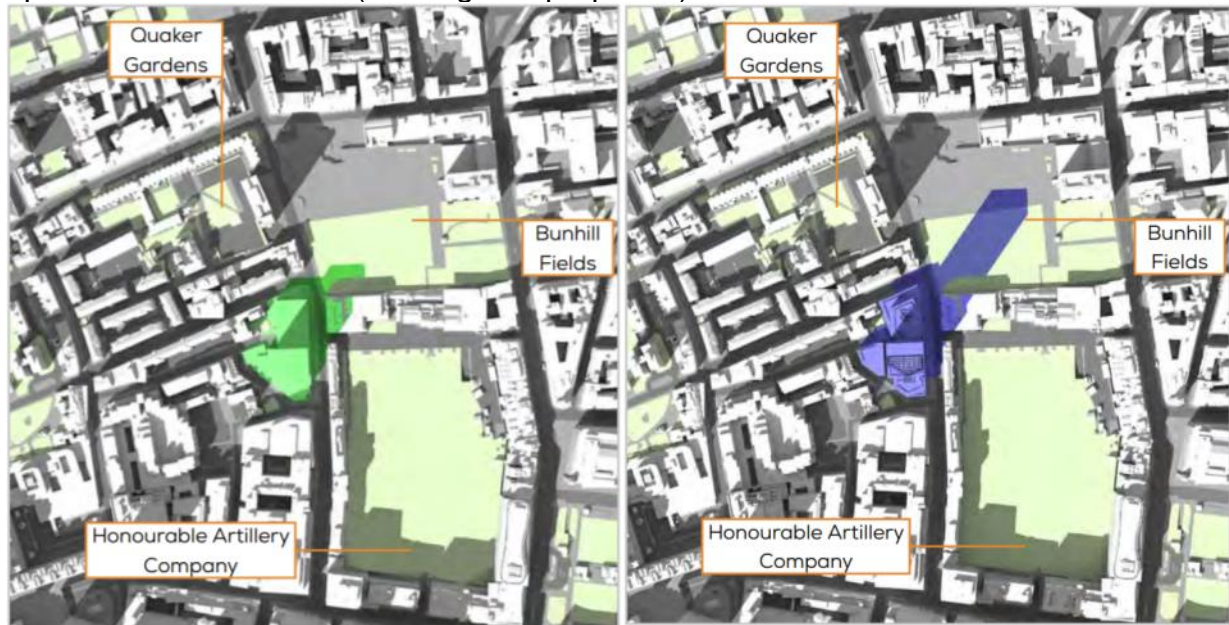 Quaker
Gardens
Bunhill
Fields
Honourable Artillery
Company
Quaker
Gardens
Bunhill
Fields
Honourable Artillery
Company